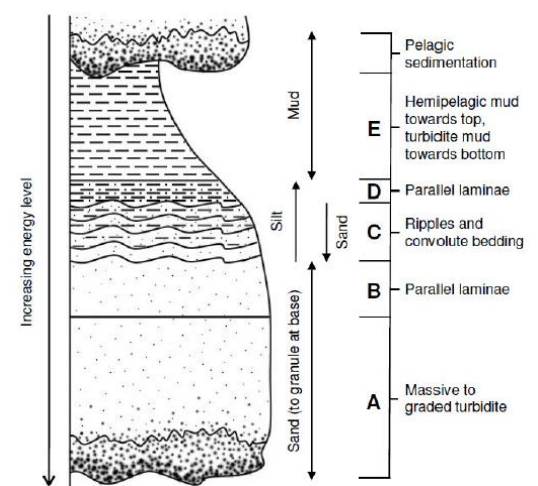 Increasing energy level
Mud
Silt
Sand
Sand (to granule at base)
Pelagic
sedimentation
E
Hemipelagic mud
towards top,
turbidite mud
towards bottom
D
Parallel laminae
C
Ripples and
convolute bedding
B
Parallel laminae
A
Massive to
graded turbidite